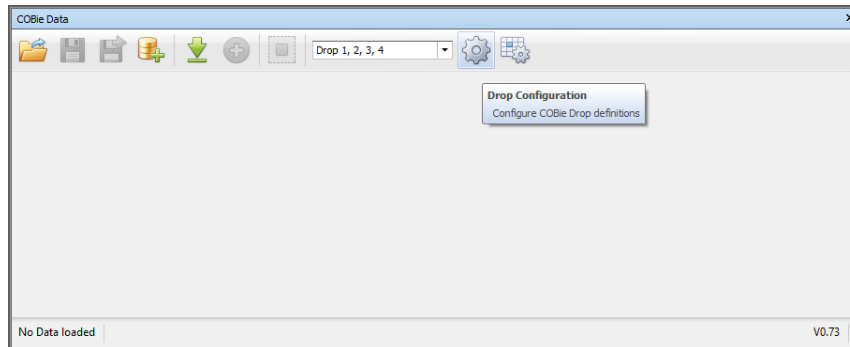 COBie Data
Drop 1, 2, 3, 4
Drop Configuration
Configure COBie Drop definitions
No Data loaded
V0.73